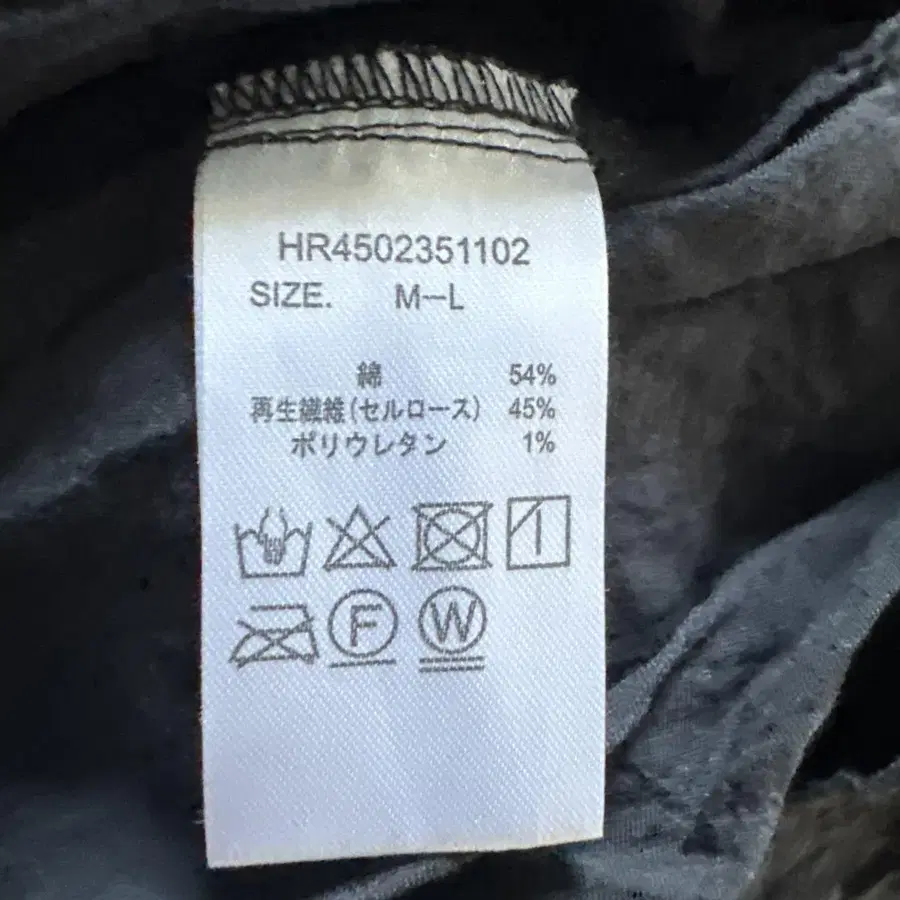 HR4502351102
SIZE. M-L
綿 54%
再生繊維(セルロース) 45%
ポリウレタン 1%
F W